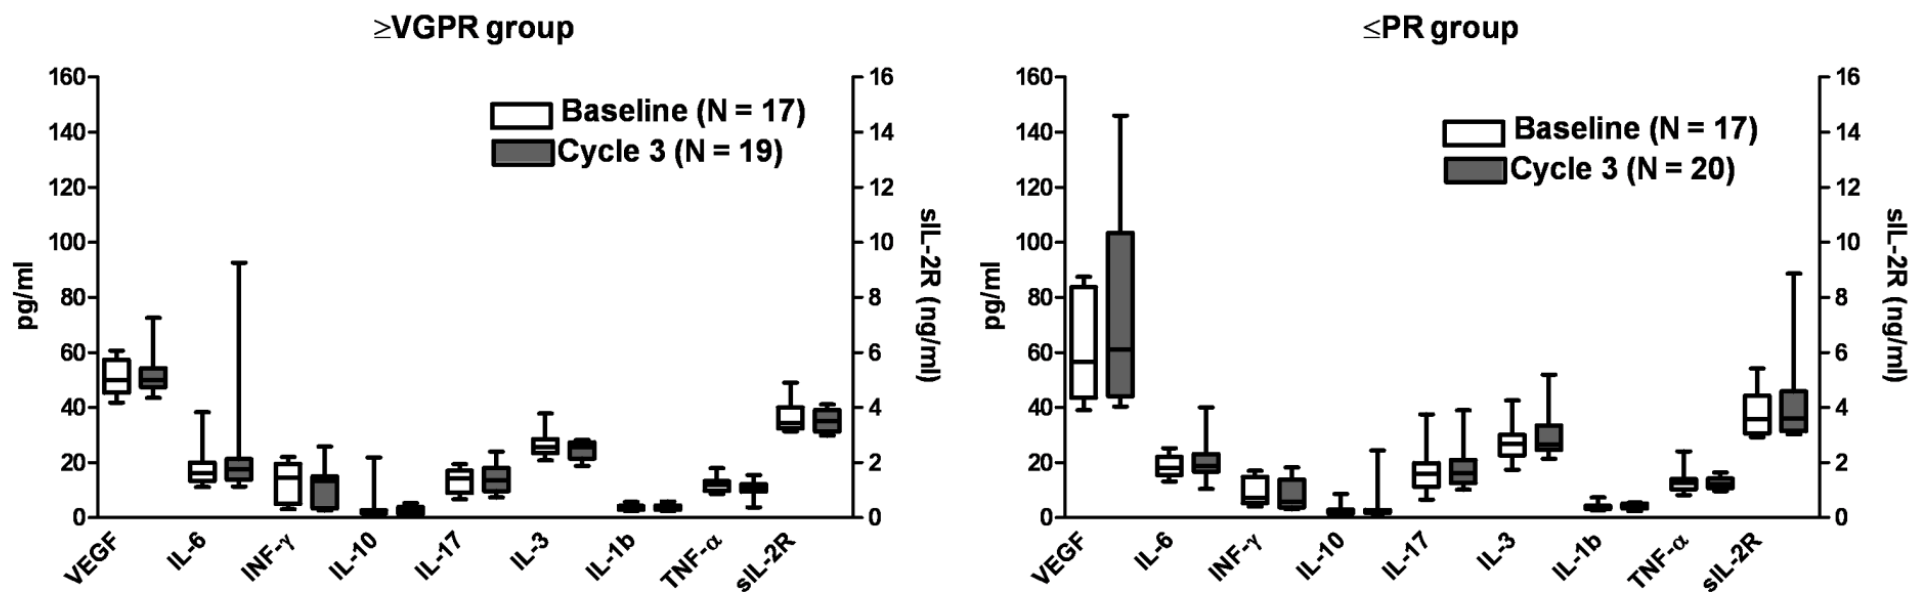 ≥VGPR group
160
140
120
100
80
60
40
20
0
pg/ml
16
14
12
10
8
6
4
2
0
sIL-2R (ng/ml)
Baseline (N = 17)
Cycle 3 (N = 19)
VEGF
IL-6
INF-γ
IL-10
IL-17
IL-3
IL-1b
TNF-α
sIL-2R
≤PR group
160
140
120
100
80
60
40
20
0
pg/ml
16
14
12
10
8
6
4
2
0
sIL-2R (ng/ml)
Baseline (N = 17)
Cycle 3 (N = 20)
VEGF
IL-6
INF-γ
IL-10
IL-17
IL-3
IL-1b
TNF-α
sIL-2R